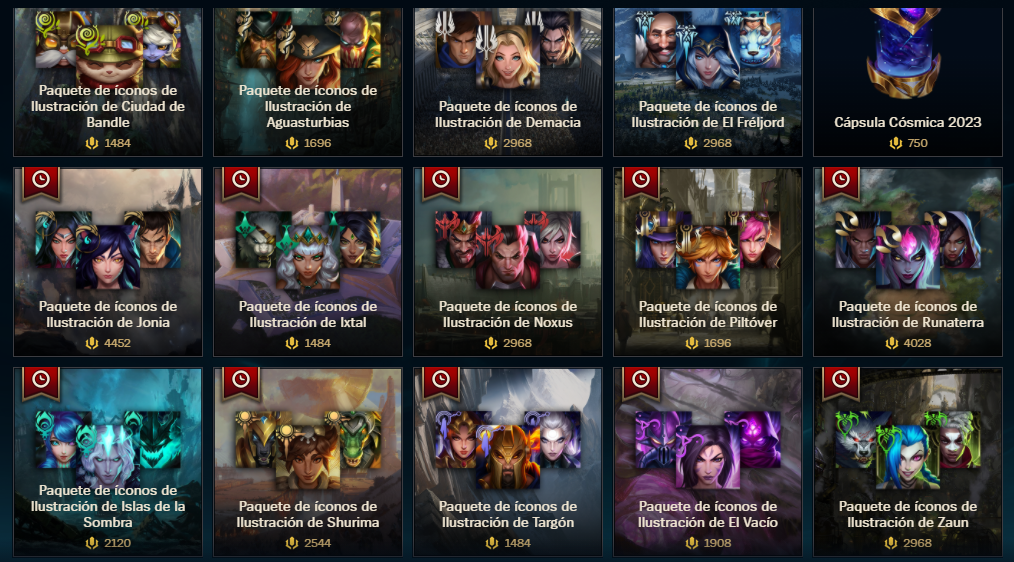 Paquete de íconos de
Ilustración de Ciudad de
Bandle
1484
Paquete de íconos de
Ilustración de
Aguasturbias
1696
Paquete de íconos de
Ilustración de Demacia
2968
Paquete de íconos de
Ilustración de El Fréljord
2968
Cápsula Cósmica 2023
750
Paquete de íconos de
Ilustración de Jonia
4452
Paquete de íconos de
Ilustración de Ixtal
1484
Paquete de íconos de
Ilustración de Noxus
2968
Paquete de íconos de
Ilustración de Piltóver
1696
Paquete de íconos de
Ilustración de Runaterra
4028
Paquete de íconos de
Ilustración de Islas de la
Sombra
2120
Paquete de íconos de
Ilustración de Shurima
2544
Paquete de íconos de
Ilustración de Targón
1484
Paquete de íconos de
Ilustración de El Vacío
1908
Paquete de íconos de
Ilustración de Zaun
2968